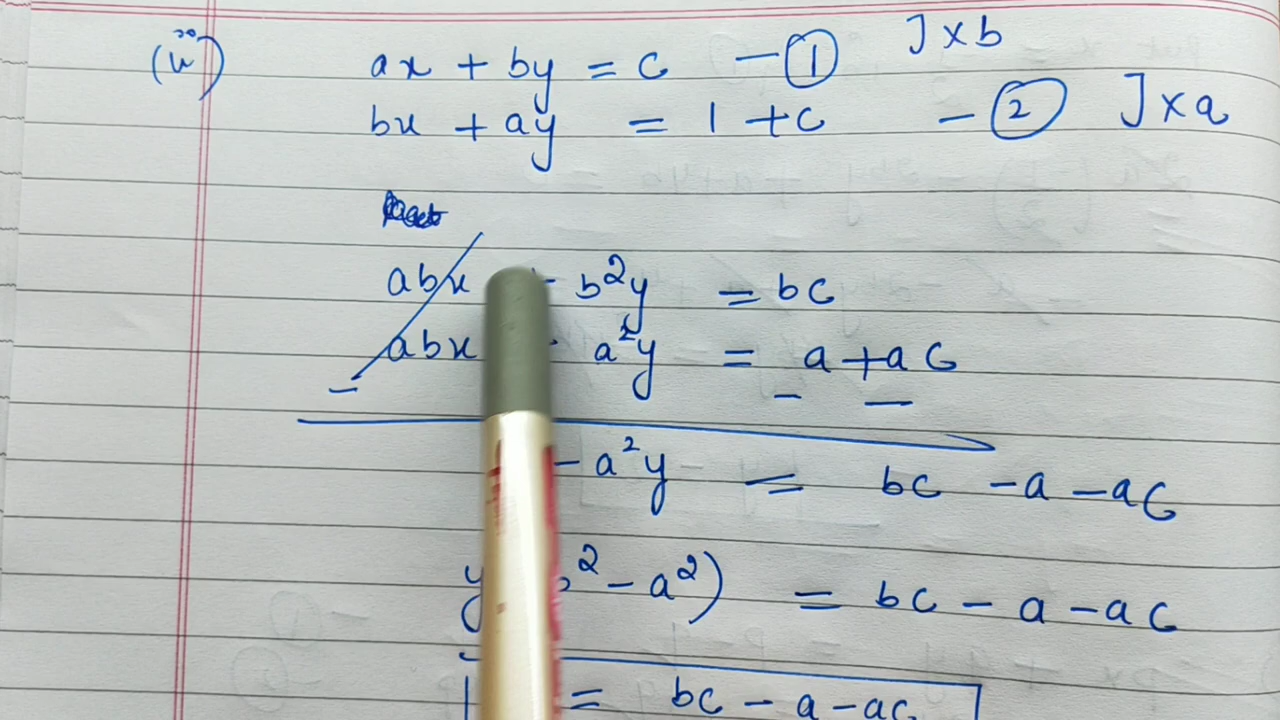 (ii) ax + by = c - ① ] × b
bx + ay = 1 + c - ② ] × a
abx b²y = bc
abx a²y = a + ac
- - -
- a²y = bc - a - ac
y ² - a²) = bc - a - ac
= bc - a - ac